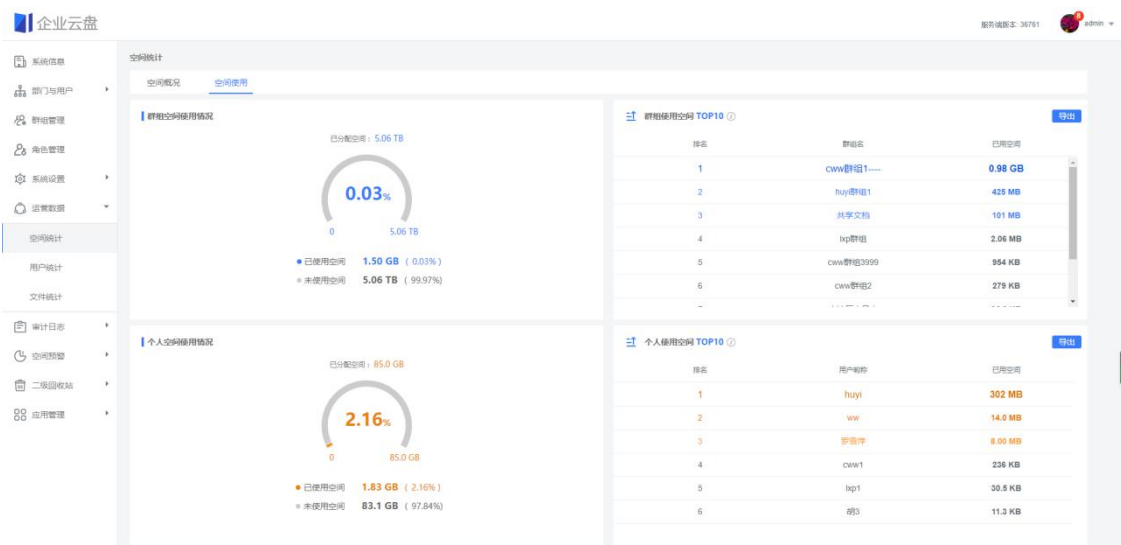 企业云盘
服务端版本: 36761
8
admin
系统信息
部门与用户
群组管理
角色管理
系统设置
运营数据
空间统计
用户统计
文件统计
审计日志
空间预警
二级回收站
应用管理
空间统计
空间概况 空间使用
群组空间使用情况
已分配空间: 5.06 TB
0.03%
0 5.06 TB
已使用空间 1.50 GB ( 0.03%)
未使用空间 5.06 TB ( 99.97%)
群组使用空间 TOP10
导出
排名 群组名 已用空间
1 cww群组1---- 0.98 GB
2 huyi群组1 425 MB
3 共享文档 101 MB
4 lxp群组 2.06 MB
5 cww群组3999 954 KB
6 cww群组2 279 KB
个人空间使用情况
已分配空间: 85.0 GB
2.16%
0 85.0 GB
已使用空间 1.83 GB ( 2.16%)
未使用空间 83.1 GB ( 97.84%)
个人使用空间 TOP10
导出
排名 用户昵称 已用空间
1 huyi 302 MB
2 ww 14.0 MB
3 8.00 MB
4 cww1 236 KB
5 lxp1 30.5 KB
6 胡3 11.3 KB